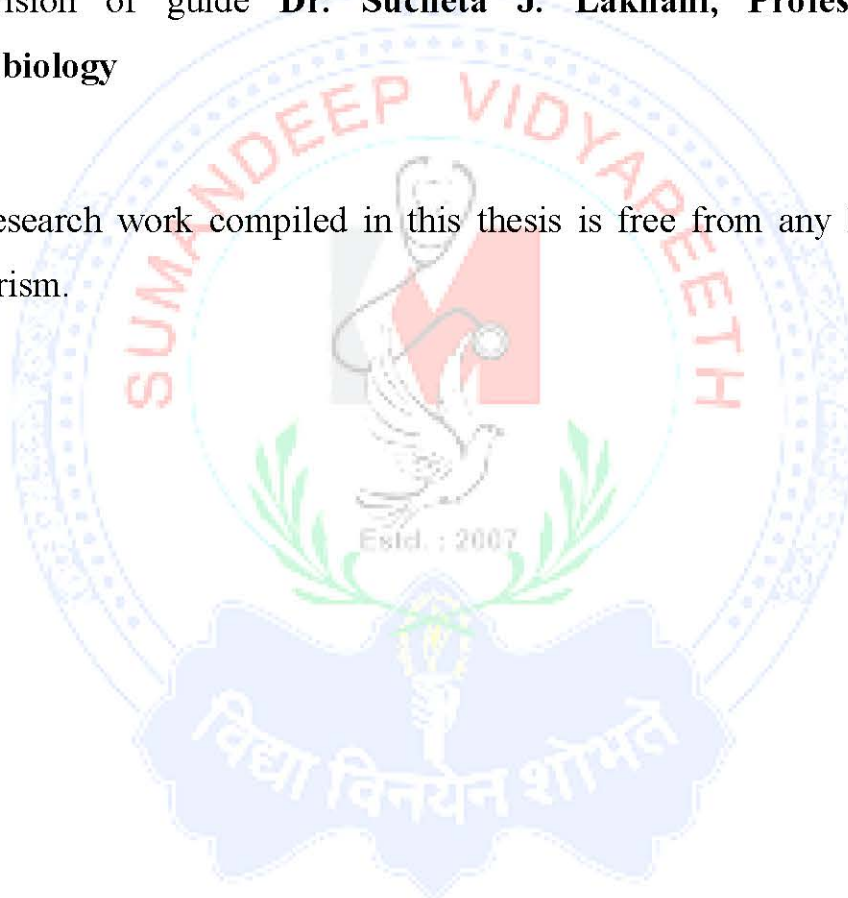 vision of guide Dr. Sucheta J. Lakhani, Profes
biology
esearch work compiled in this thesis is free from any
rism.
SUMANDEEP VIDYAPEETH
Estd. : 2007
विद्या विनयेन शोभते